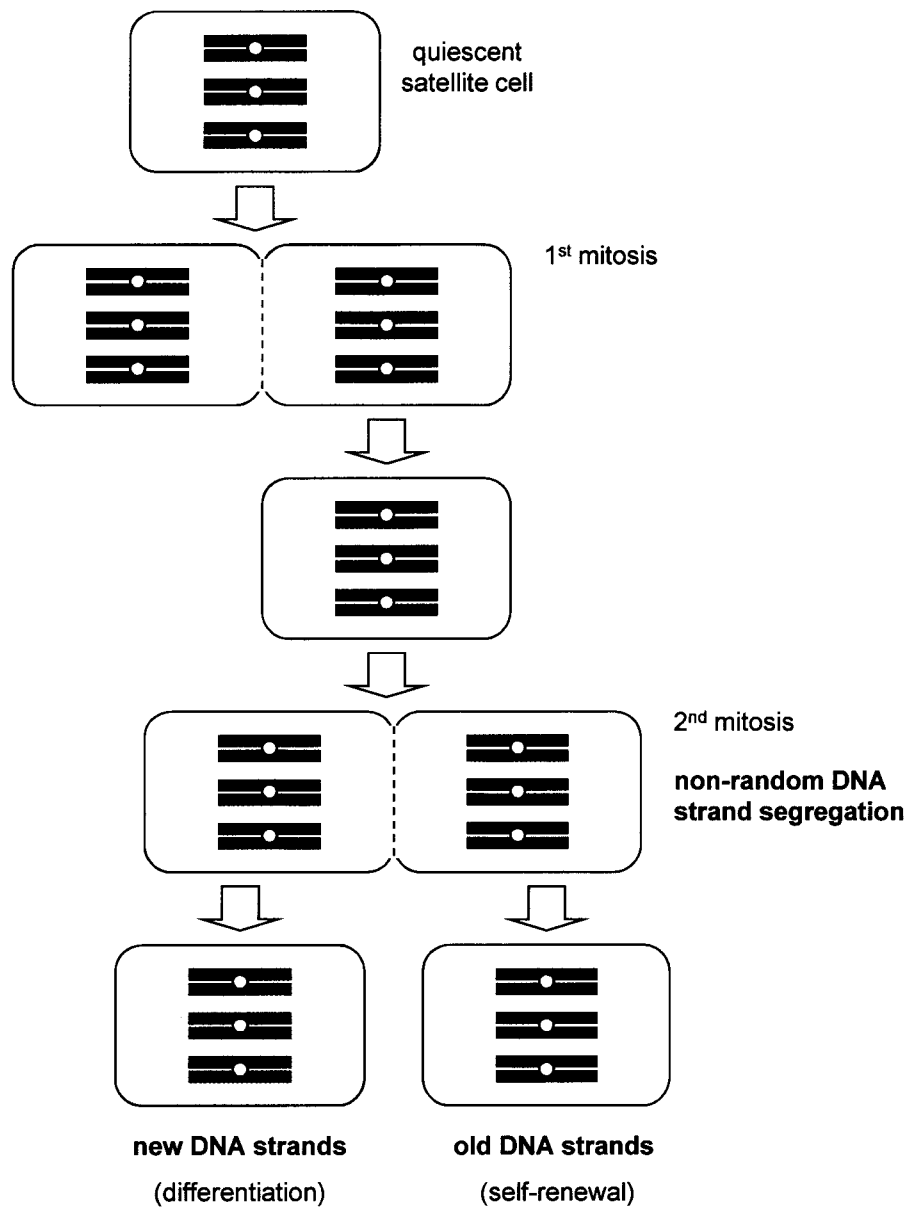 quiescent
satellite cell
1st mitosis
2nd mitosis
non-random DNA
strand segregation
new DNA strands
(differentiation)
old DNA strands
(self-renewal)